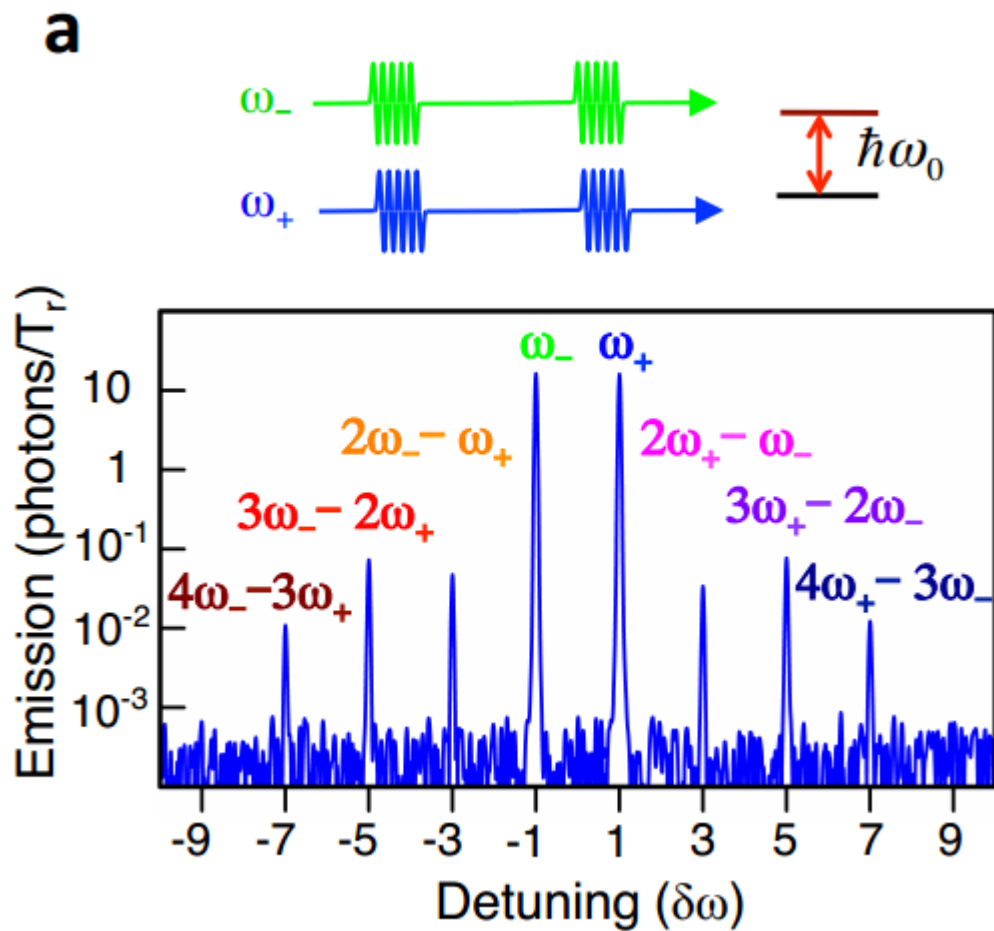 a
ω₋
ħω₀
ω₊
Emission (photons/Tᵣ)
10
1
10⁻¹
10⁻²
10⁻³
ω₋ ω₊
2ω₋ − ω₊ 2ω₊ − ω₋
3ω₋ − 2ω₊ 3ω₊ − 2ω₋
4ω₋ − 3ω₊ 4ω₊ − 3ω₋
-9 -7 -5 -3 -1 1 3 5 7 9
Detuning (δω)